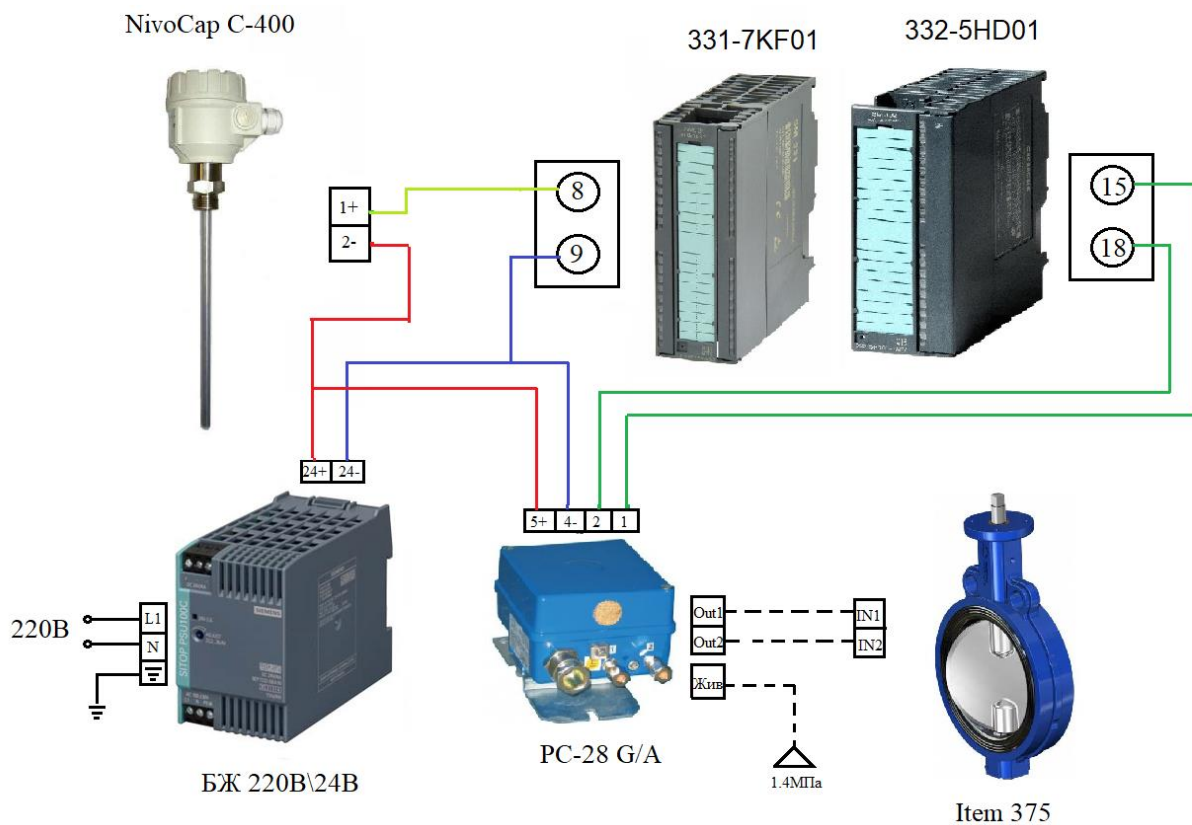 NivoCap C-400
331-7KF01
332-5HD01
1+
2-
8
9
15
18
24+
24-
5+
4-
2
1
220В
L1
N
SIEMENS
SITOP PSU100C
Out1
Out2
Жив
IN1
IN2
1.4МПа
БЖ 220В\24В
PC-28 G/A
Item 375